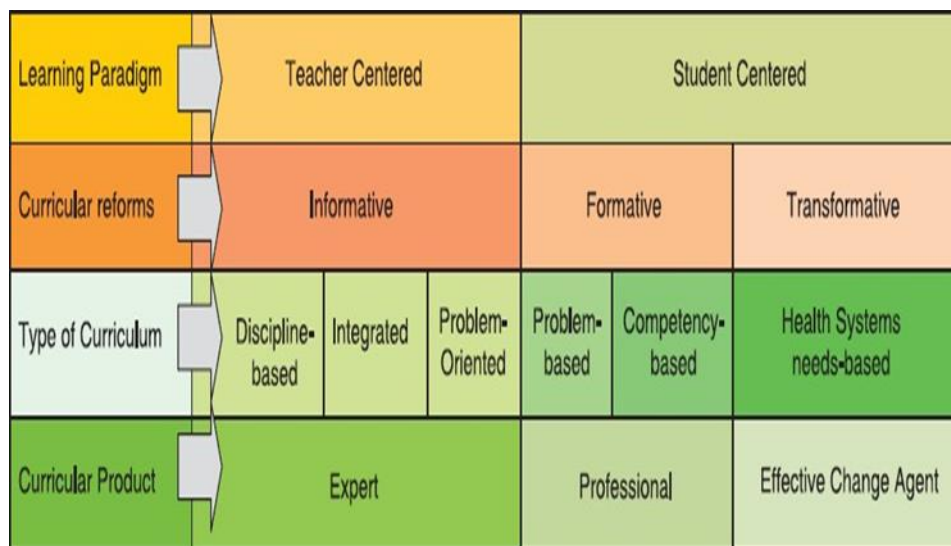 Learning Paradigm
Teacher Centered
Student Centered
Curricular reforms
Informative
Formative
Transformative
Type of Curriculum
Discipline-
based
Integrated
Problem-
Oriented
Problem-
based
Competency-
based
Health Systems
needs-based
Curricular Product
Expert
Professional
Effective Change Agent